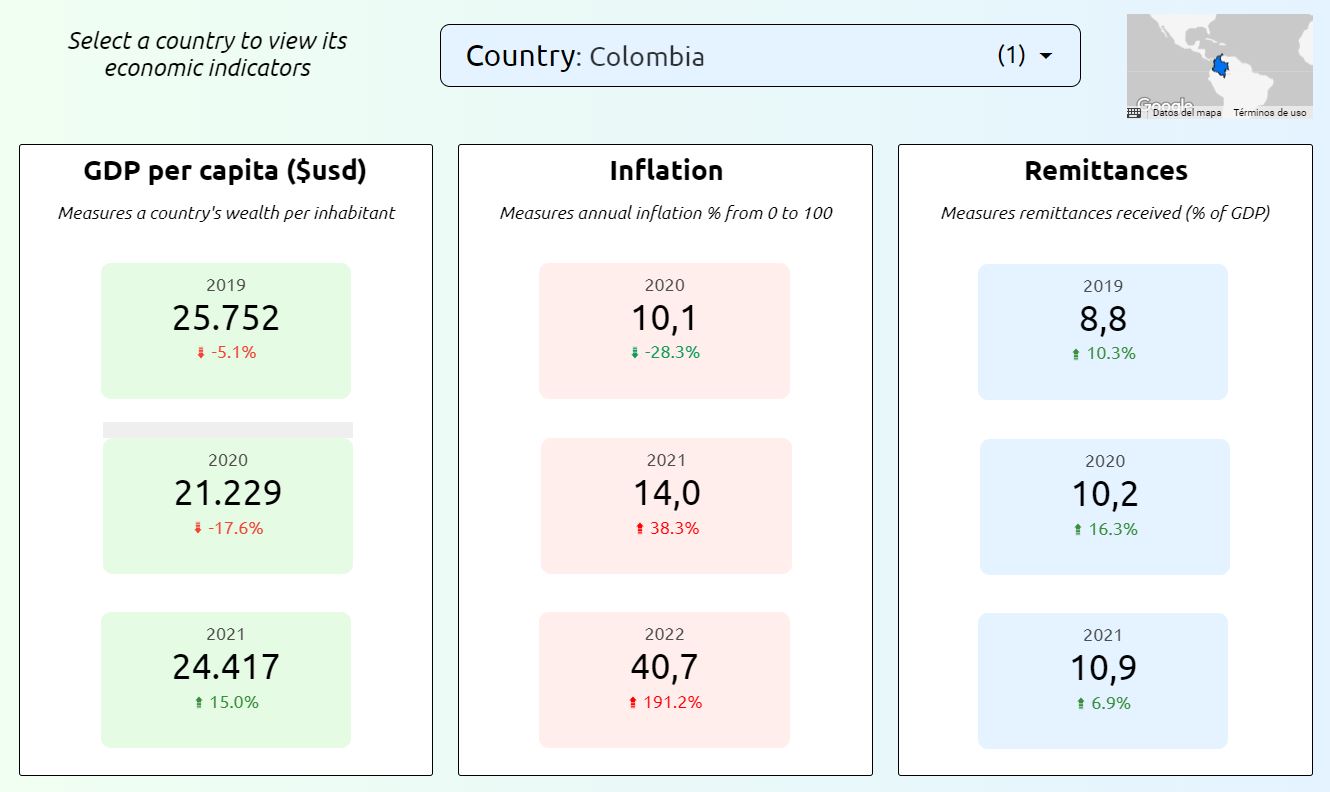 Select a country to view its
economic indicators
Country: Colombia (1)
Google
Datos del mapa Términos de uso
GDP per capita ($usd)
Measures a country's wealth per inhabitant
2019
25.752
-5.1%
2020
21.229
-17.6%
2021
24.417
15.0%
Inflation
Measures annual inflation % from 0 to 100
2020
10,1
-28.3%
2021
14,0
38.3%
2022
40,7
191.2%
Remittances
Measures remittances received (% of GDP)
2019
8,8
10.3%
2020
10,2
16.3%
2021
10,9
6.9%